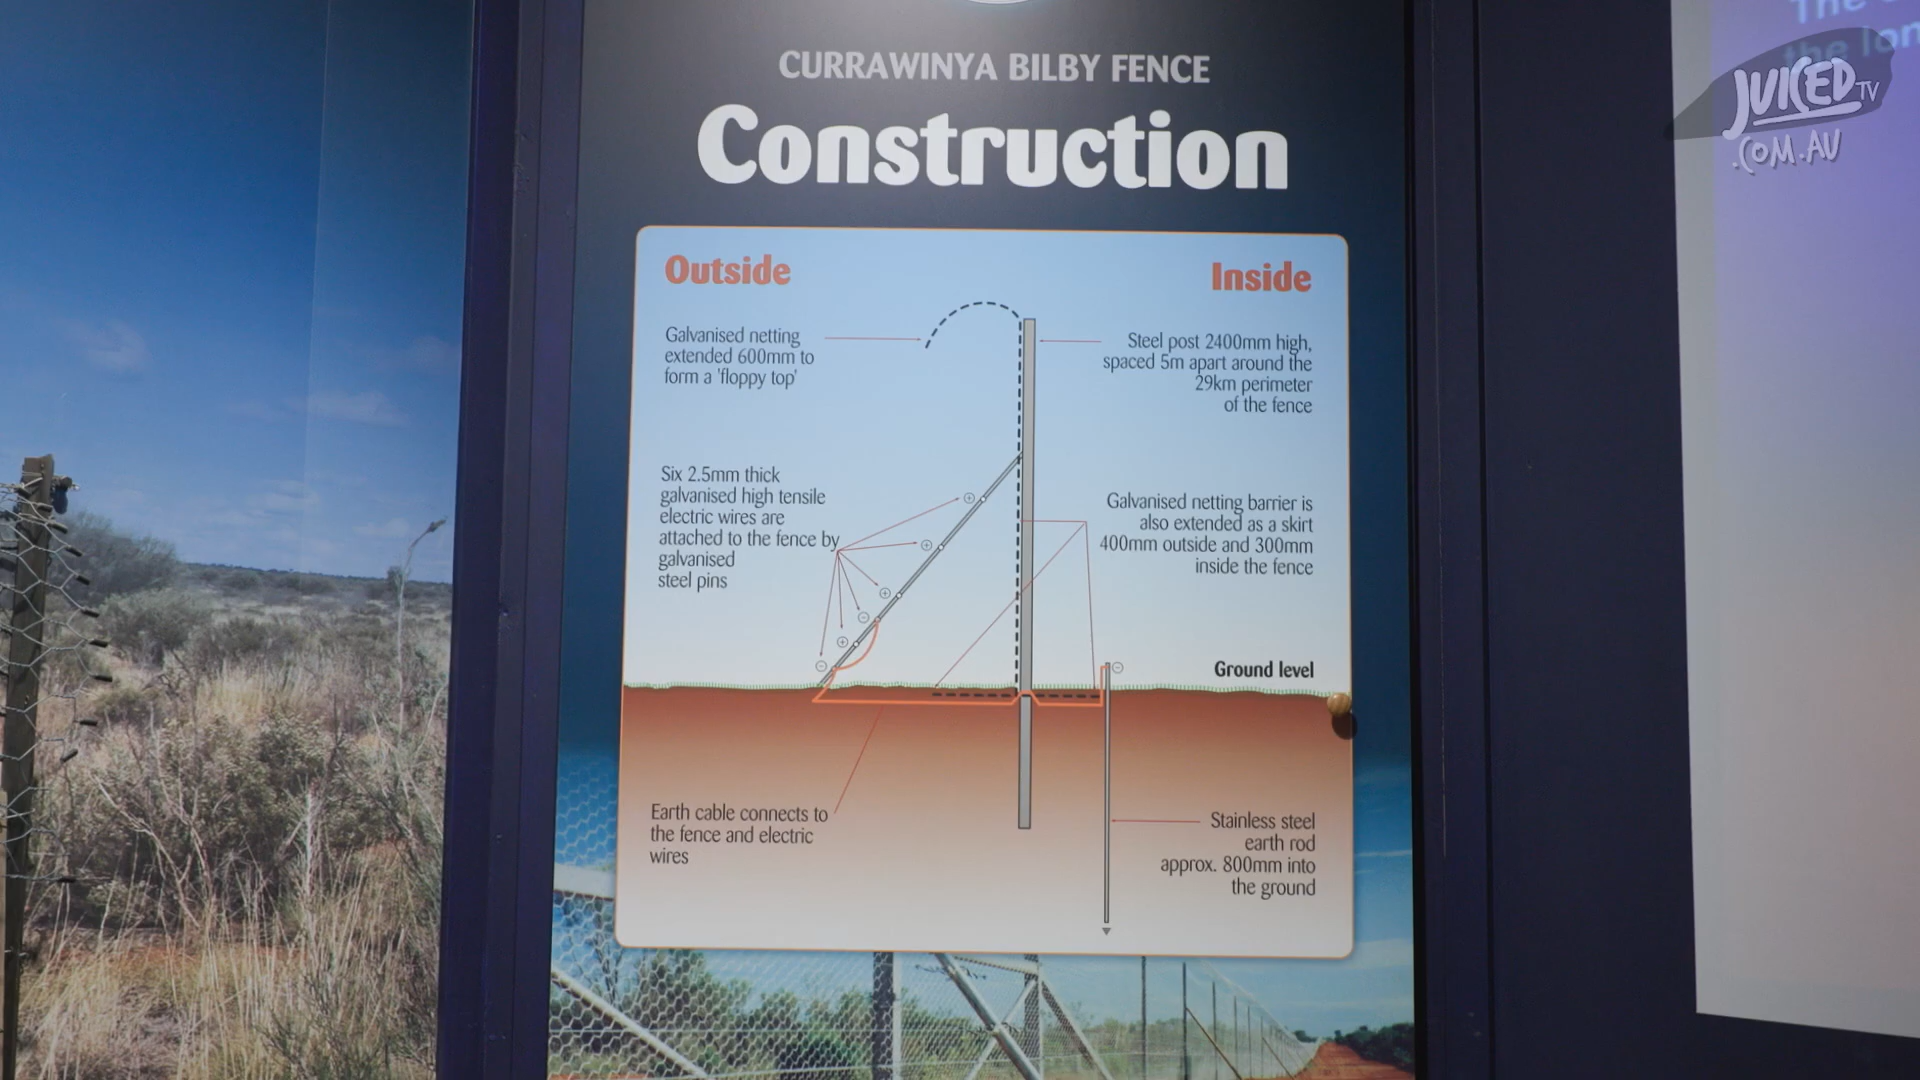 CURRAWINYA BILBY FENCE
Construction
Outside
Inside
Galvanised netting
extended 600mm to
form a 'floppy top'
Steel post 2400mm high,
spaced 5m apart around the
29km perimeter
of the fence
Six 2.5mm thick
galvanised high tensile
electric wires are
attached to the fence by
galvanised
steel pins
Galvanised netting barrier is
also extended as a skirt
400mm outside and 300mm
inside the fence
Ground level
Earth cable connects to
the fence and electric
wires
Stainless steel
earth rod
approx. 800mm into
the ground
The
the lon
JUICED TV
.COM.AU